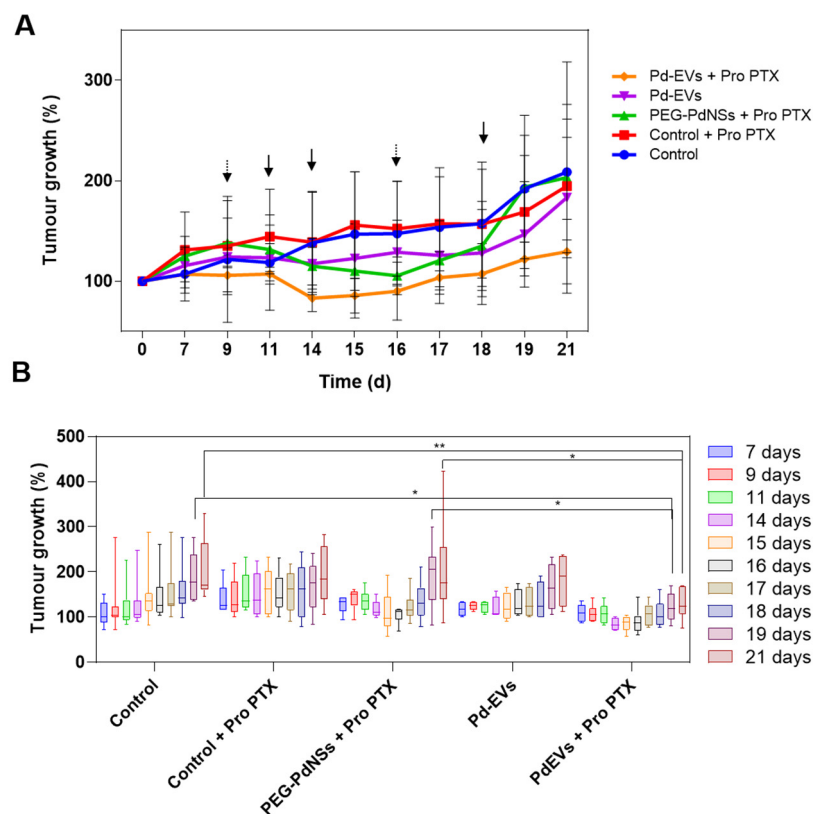 A
Tumour growth (%)
300
200
100
0 7 9 11 14 15 16 17 18 19 21
Time (d)
Pd-EVs + Pro PTX
Pd-EVs
PEG-PdNSs + Pro PTX
Control + Pro PTX
Control
B
Tumour growth (%)
500
400
300
200
100
0
**
*
*
*
Control
Control + Pro PTX
PEG-PdNSs + Pro PTX
Pd-EVs
PdEVs + Pro PTX
7 days
9 days
11 days
14 days
15 days
16 days
17 days
18 days
19 days
21 days